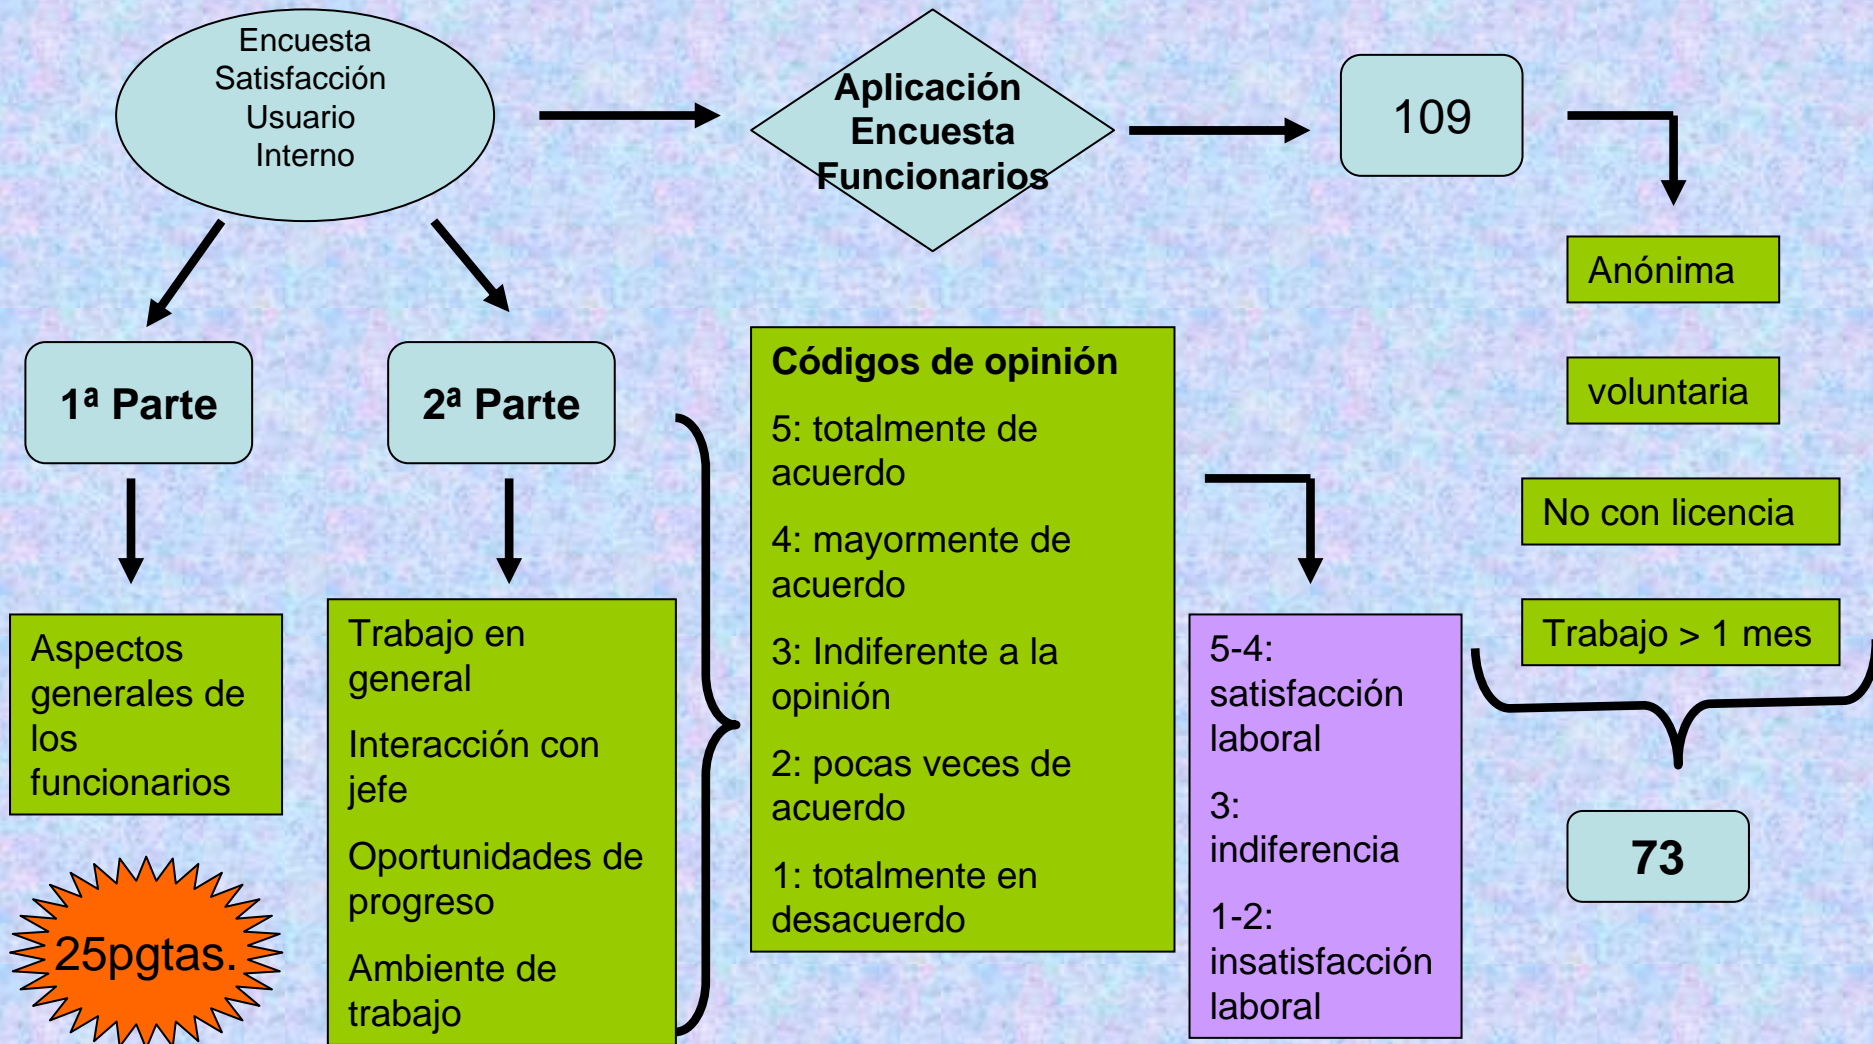 Encuesta
Satisfacción
Usuario
Interno
Aplicación
Encuesta
Funcionarios
109
Anónima
voluntaria
No con licencia
Trabajo > 1 mes
73
1ª Parte
2ª Parte
Aspectos
generales de
los
funcionarios
25pgtas.
Trabajo en
general
Interacción con
jefe
Oportunidades de
progreso
Ambiente de
trabajo
Códigos de opinión
5: totalmente de
acuerdo
4: mayormente de
acuerdo
3: Indiferente a la
opinión
2: pocas veces de
acuerdo
1: totalmente en
desacuerdo
5-4:
satisfacción
laboral
3:
indiferencia
1-2:
insatisfacción
laboral